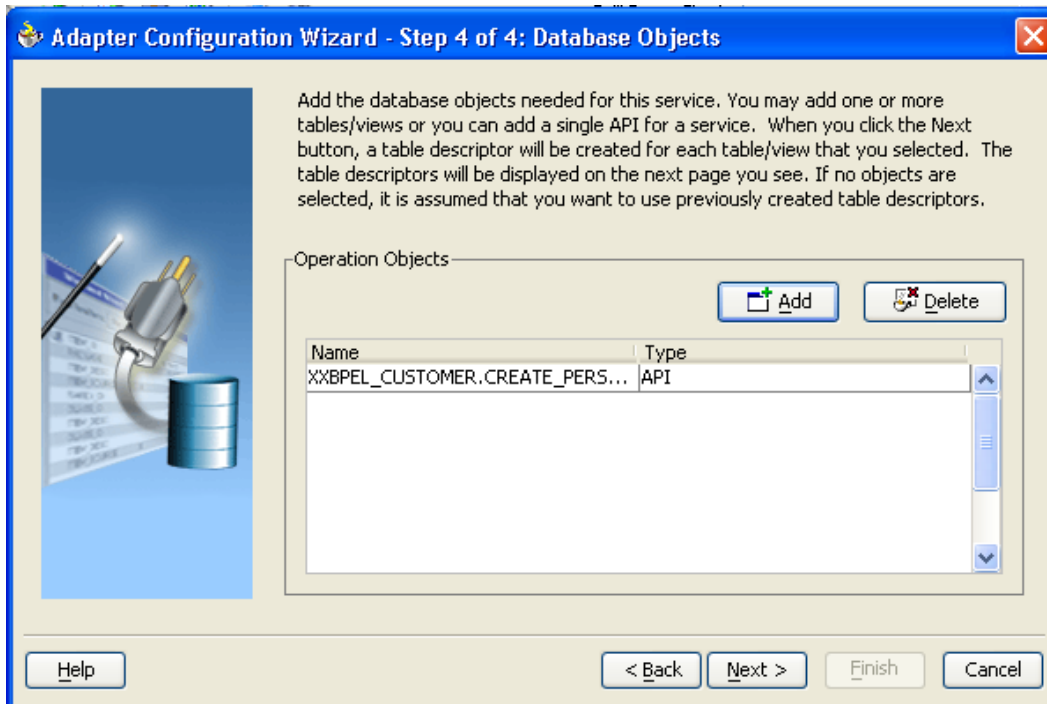 Adapter Configuration Wizard - Step 4 of 4: Database Objects
Add the database objects needed for this service. You may add one or more
tables/views or you can add a single API for a service. When you click the Next
button, a table descriptor will be created for each table/view that you selected. The
table descriptors will be displayed on the next page you see. If no objects are
selected, it is assumed that you want to use previously created table descriptors.
Operation Objects
Add Delete
Name Type
XXBPEL_CUSTOMER.CREATE_PERS... API
Help < Back Next > Finish Cancel